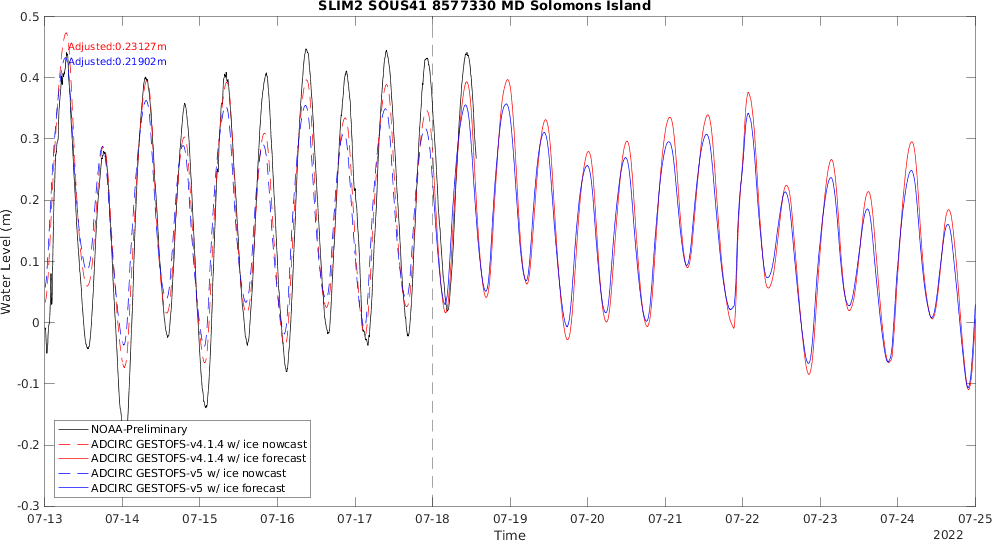 SLIM2 SOUS41 8577330 MD Solomons Island
Adjusted:0.23127m
Adjusted:0.21902m
Water Level (m)
0.5
0.4
0.3
0.2
0.1
0
-0.1
-0.2
-0.3
NOAA-Preliminary
ADCIRC GESTOFS-v4.1.4 w/ ice nowcast
ADCIRC GESTOFS-v4.1.4 w/ ice forecast
ADCIRC GESTOFS-v5 w/ ice nowcast
ADCIRC GESTOFS-v5 w/ ice forecast
07-13 07-14 07-15 07-16 07-17 07-18 07-19 07-20 07-21 07-22 07-23 07-24 07-25
Time
2022